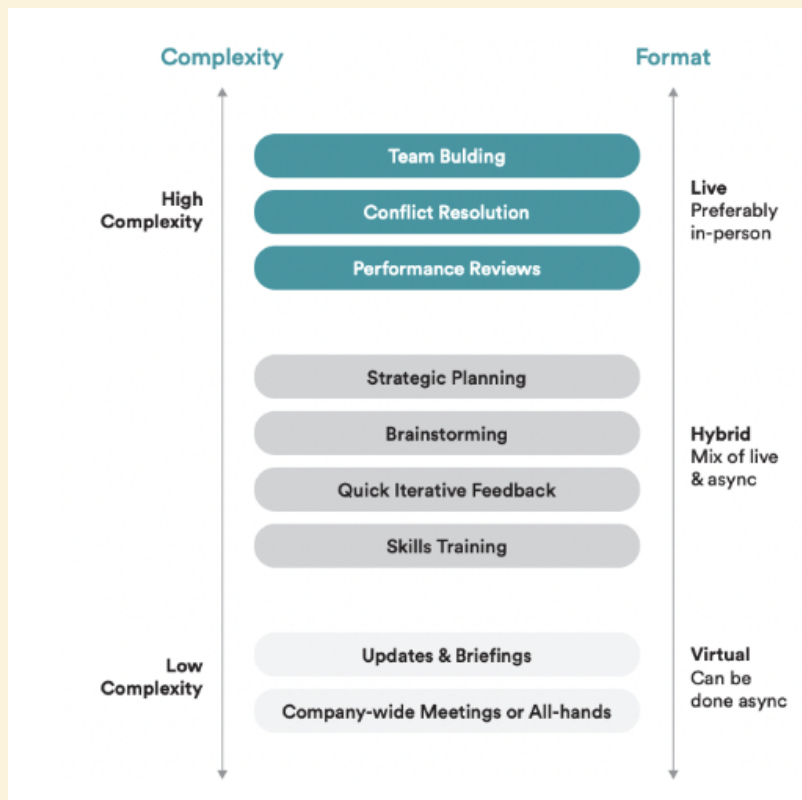 Complexity
Format
Team Bulding
High
Complexity
Conflict Resolution
Live
Preferably
in-person
Performance Reviews
Strategic Planning
Brainstorming
Hybrid
Mix of live
& async
Quick Iterative Feedback
Skills Training
Updates & Briefings
Low
Complexity
Virtual
Can be
done async
Company-wide Meetings or All-hands